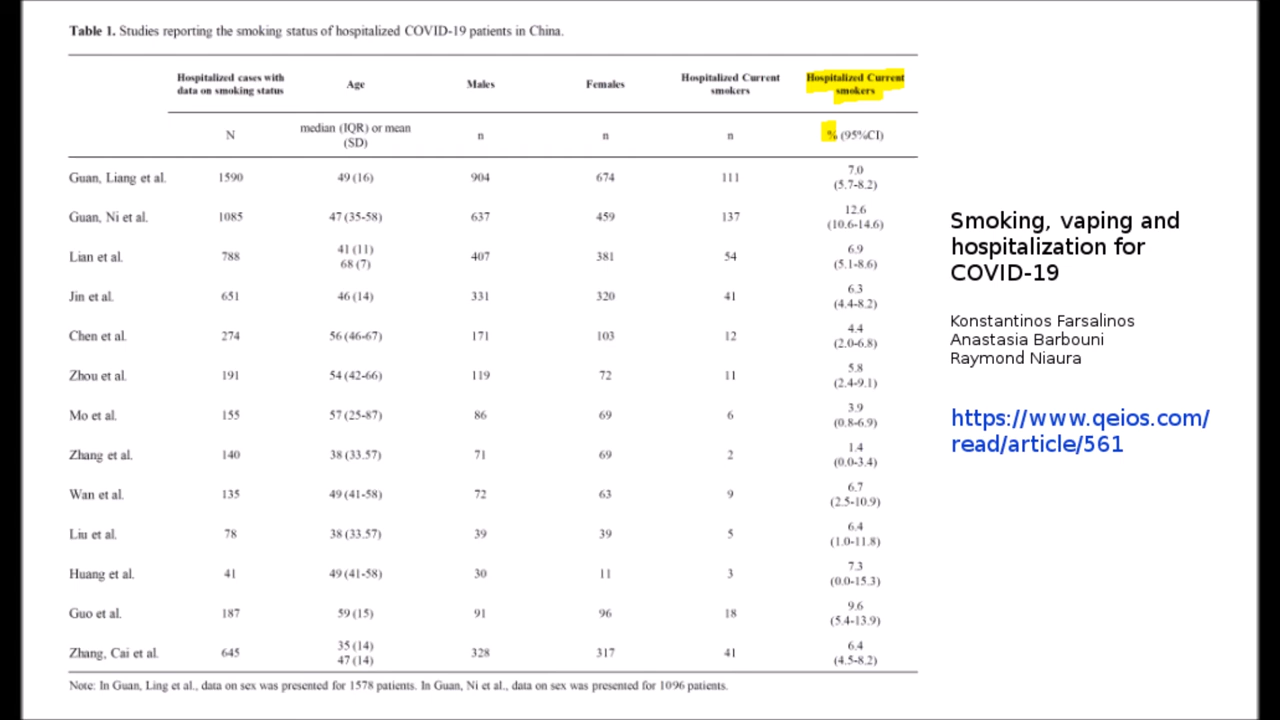 Table 1. Studies reporting the smoking status of hospitalized COVID-19 patients in China.
Hospitalized cases with data on smoking status Age Males Females Hospitalized Current smokers Hospitalized Current smokers
N median (IQR) or mean (SD) n n n % (95%CI)
Guan, Liang et al. 1590 49 (16) 904 674 111 7.0 (5.7-8.2)
Guan, Ni et al. 1085 47 (35-58) 637 459 137 12.6 (10.6-14.6)
Lian et al. 788 41 (11) 68 (7) 407 381 54 6.9 (5.1-8.6)
Jin et al. 651 46 (14) 331 320 41 6.3 (4.4-8.2)
Chen et al. 274 56 (46-67) 171 103 12 4.4 (2.0-6.8)
Zhou et al. 191 54 (42-66) 119 72 11 5.8 (2.4-9.1)
Mo et al. 155 57 (25-87) 86 69 6 3.9 (0.8-6.9)
Zhang et al. 140 38 (33.57) 71 69 2 1.4 (0.0-3.4)
Wan et al. 135 49 (41-58) 72 63 9 6.7 (2.5-10.9)
Liu et al. 78 38 (33.57) 39 39 5 6.4 (1.0-11.8)
Huang et al. 41 49 (41-58) 30 11 3 7.3 (0.0-15.3)
Guo et al. 187 59 (15) 91 96 18 9.6 (5.4-13.9)
Zhang, Cai et al. 645 35 (14) 47 (14) 328 317 41 6.4 (4.5-8.2)
Note: In Guan, Ling et al., data on sex was presented for 1578 patients. In Guan, Ni et al., data on sex was presented for 1096 patients.
Smoking, vaping and
hospitalization for
COVID-19
Konstantinos Farsalinos
Anastasia Barbouni
Raymond Niaura
https://www.qeios.com/
read/article/561